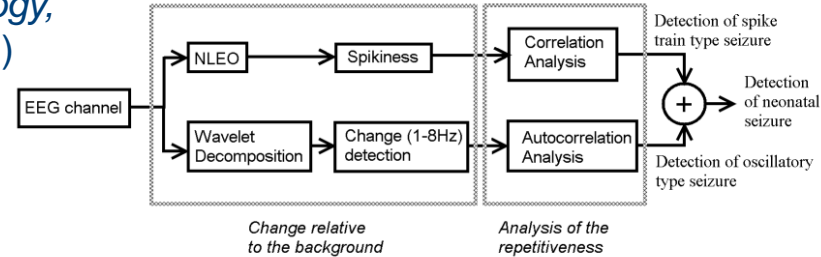 ogy,
)
EEG channel
NLEO
Spikiness
Wavelet
Decomposition
Change (1-8Hz)
detection
Correlation
Analysis
Autocorrelation
Analysis
Detection of spike
train type seizure
+
Detection
of neonatal
seizure
Detection of oscillatory
type seizure
Change relative
to the background
Analysis of the
repetitiveness